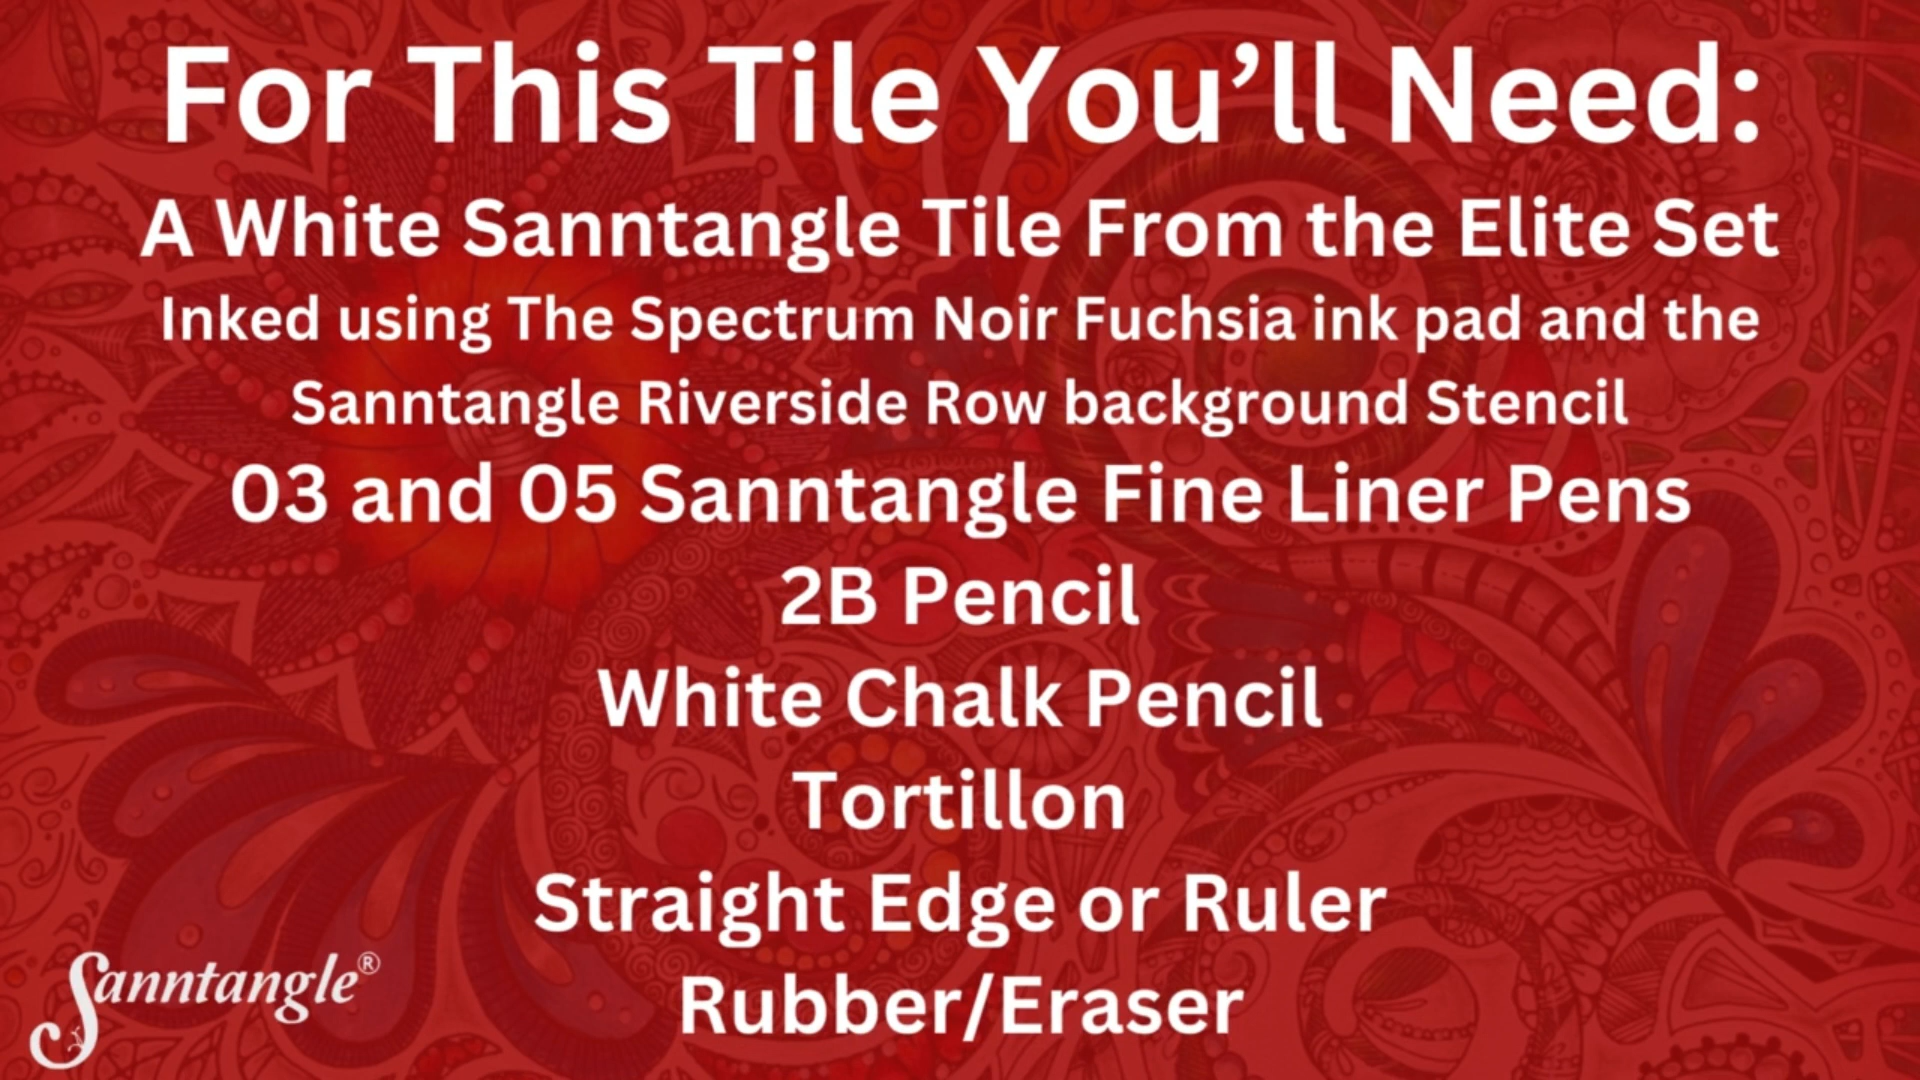 For This Tile You’ll Need:
A White Sanntangle Tile From the Elite Set
Inked using The Spectrum Noir Fuchsia ink pad and the
Sanntangle Riverside Row background Stencil
03 and 05 Sanntangle Fine Liner Pens
2B Pencil
White Chalk Pencil
Tortillon
Straight Edge or Ruler
Rubber/Eraser
Sanntangle®